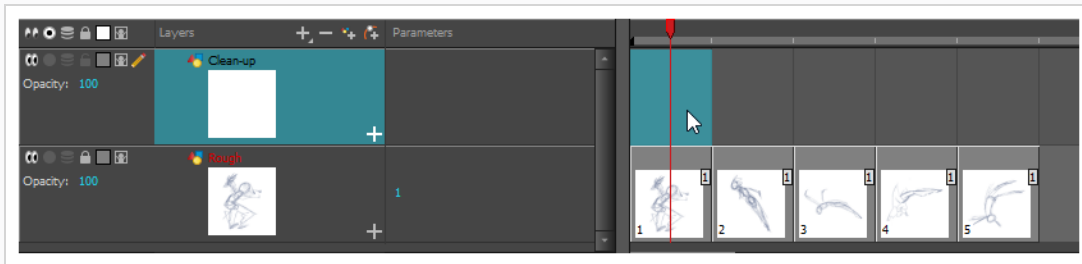 Layers Parameters
Clean-up
Opacity: 100
Rough
Opacity: 100
1
1 1 1 1 1
1 2 3 4 5